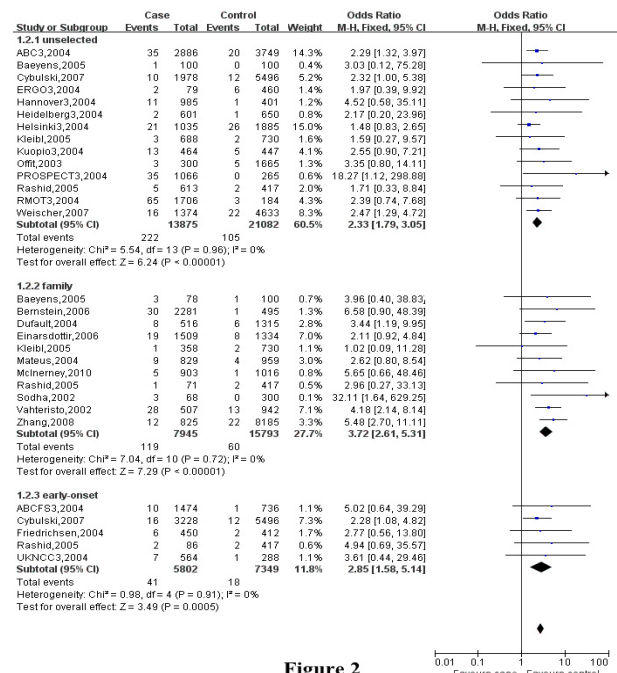 Case Control Odds Ratio Odds Ratio
Study or Subgroup Events Total Events Total Weight M-H, Fixed, 95% CI M-H, Fixed, 95% CI
1.2.1 unselected
ABC3,2004 35 2886 20 3749 14.3% 2.29 [1.32, 3.97]
Baeyens,2005 1 100 0 100 0.4% 3.03 [0.12, 75.28]
Cybulski,2007 10 1978 12 5496 7.3% 2.32 [1.00, 5.38]
ERGO3,2004 2 79 6 460 2.0% 1.97 [0.39, 9.92]
Hannover3,2004 11 985 1 401 1.6% 4.52 [0.58, 35.11]
Heidelberg3,2004 2 601 1 650 1.1% 2.17 [0.20, 23.96]
Helsinki3,2004 21 1035 26 1885 15.0% 1.48 [0.83, 2.65]
Kleibl,2005 3 688 2 730 1.1% 1.59 [0.27, 9.57]
Kuopio3,2004 13 464 5 447 2.0% 2.55 [0.90, 7.21]
Offit,2003 3 300 5 1665 1.1% 3.35 [0.80, 14.11]
PROSPECT3,2004 35 1066 0 265 0.6% 18.27 [1.12, 298.88]
Rashid,2005 5 613 2 417 1.0% 1.71 [0.33, 8.84]
RMOT3,2004 65 1706 3 184 4.0% 2.39 [0.74, 7.68]
Weischer,2007 16 1374 22 4633 8.3% 2.47 [1.29, 4.72]
Subtotal (95% CI) 13875 21082 60.5% 2.33 [1.79, 3.05]
Total events 222 105
Heterogeneity: Chi² = 5.54, df = 13 (P = 0.96); I² = 0%
Test for overall effect: Z = 6.24 (P < 0.00001)
1.2.2 family
Baeyens,2005 3 78 1 100 0.7% 3.96 [0.40, 38.83]
Bernstein,2006 30 2281 1 495 1.3% 6.58 [0.90, 48.39]
Dufault,2004 8 516 6 1315 2.8% 3.44 [1.19, 9.95]
Einarsdottir,2006 19 1509 8 1334 7.1% 2.11 [0.92, 4.84]
Kleibl,2005 1 358 2 730 1.1% 1.02 [0.09, 11.28]
Mateus,2004 9 829 4 959 3.1% 2.62 [0.80, 8.54]
McInerney,2010 5 903 1 1016 0.8% 5.65 [0.66, 48.46]
Rashid,2005 1 71 2 417 0.5% 2.96 [0.27, 33.13]
Sodha,2002 3 68 0 300 0.2% 32.11 [1.64, 629.25]
Vahteristo,2002 28 507 13 942 7.1% 4.18 [2.14, 8.14]
Zhang,2008 12 825 22 8185 3.2% 5.48 [2.70, 11.11]
Subtotal (95% CI) 7945 15793 27.7% 3.72 [2.61, 5.31]
Total events 119 60
Heterogeneity: Chi² = 7.04, df = 10 (P = 0.72); I² = 0%
Test for overall effect: Z = 7.29 (P < 0.00001)
1.2.3 early-onset
ABCFS3,2004 10 1474 1 736 1.1% 5.02 [0.64, 39.29]
Cybulski,2007 16 3228 12 5496 7.3% 2.28 [1.08, 4.82]
Friedrichsen,2004 6 450 2 412 1.7% 2.77 [0.56, 13.80]
Rashid,2005 2 86 2 417 0.6% 4.94 [0.69, 35.57]
UKNCC3,2004 7 564 1 288 1.1% 3.61 [0.44, 29.46]
Subtotal (95% CI) 5802 7349 11.8% 2.85 [1.58, 5.14]
Total events 41 18
Heterogeneity: Chi² = 0.98, df = 4 (P = 0.91); I² = 0%
Test for overall effect: Z = 3.49 (P = 0.0005)
0.01 0.1 1 10 100
Figure 2